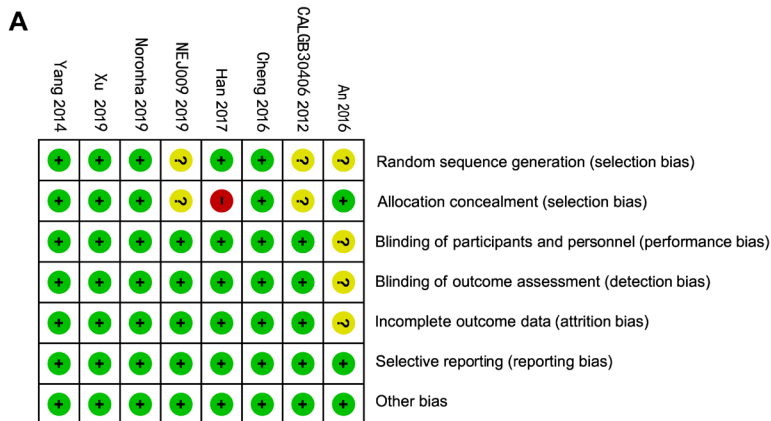 A
Yang 2014
Xu 2019
Noronha 2019
NEJ009 2019
Han 2017
Cheng 2016
CALGB30406 2012
An 2016
+ + + ? + + ? ? Random sequence generation (selection bias)
+ + + ? - + ? + Allocation concealment (selection bias)
+ + + + + + + ? Blinding of participants and personnel (performance bias)
+ + + + + + + ? Blinding of outcome assessment (detection bias)
+ + + + + + + ? Incomplete outcome data (attrition bias)
+ + + + + + + + Selective reporting (reporting bias)
+ + + + + + + + Other bias